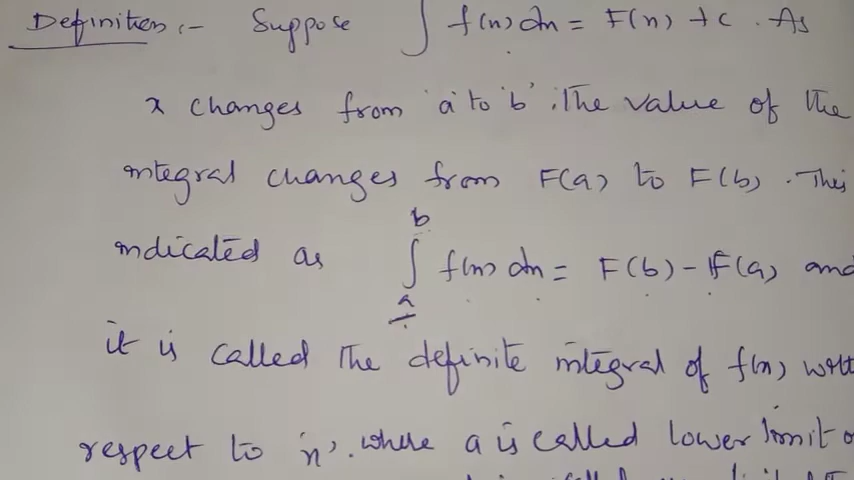 Definition :- Suppose ∫ f(x) dx = F(x) + c . As
x changes from 'a' to 'b', The value of the
integral changes from F(a) to F(b) . This
indicated as ∫ₐᵇ f(x) dx = F(b) - F(a) and
it is called The definite integral of f(x) with
respect to 'x'. where a is called lower limit